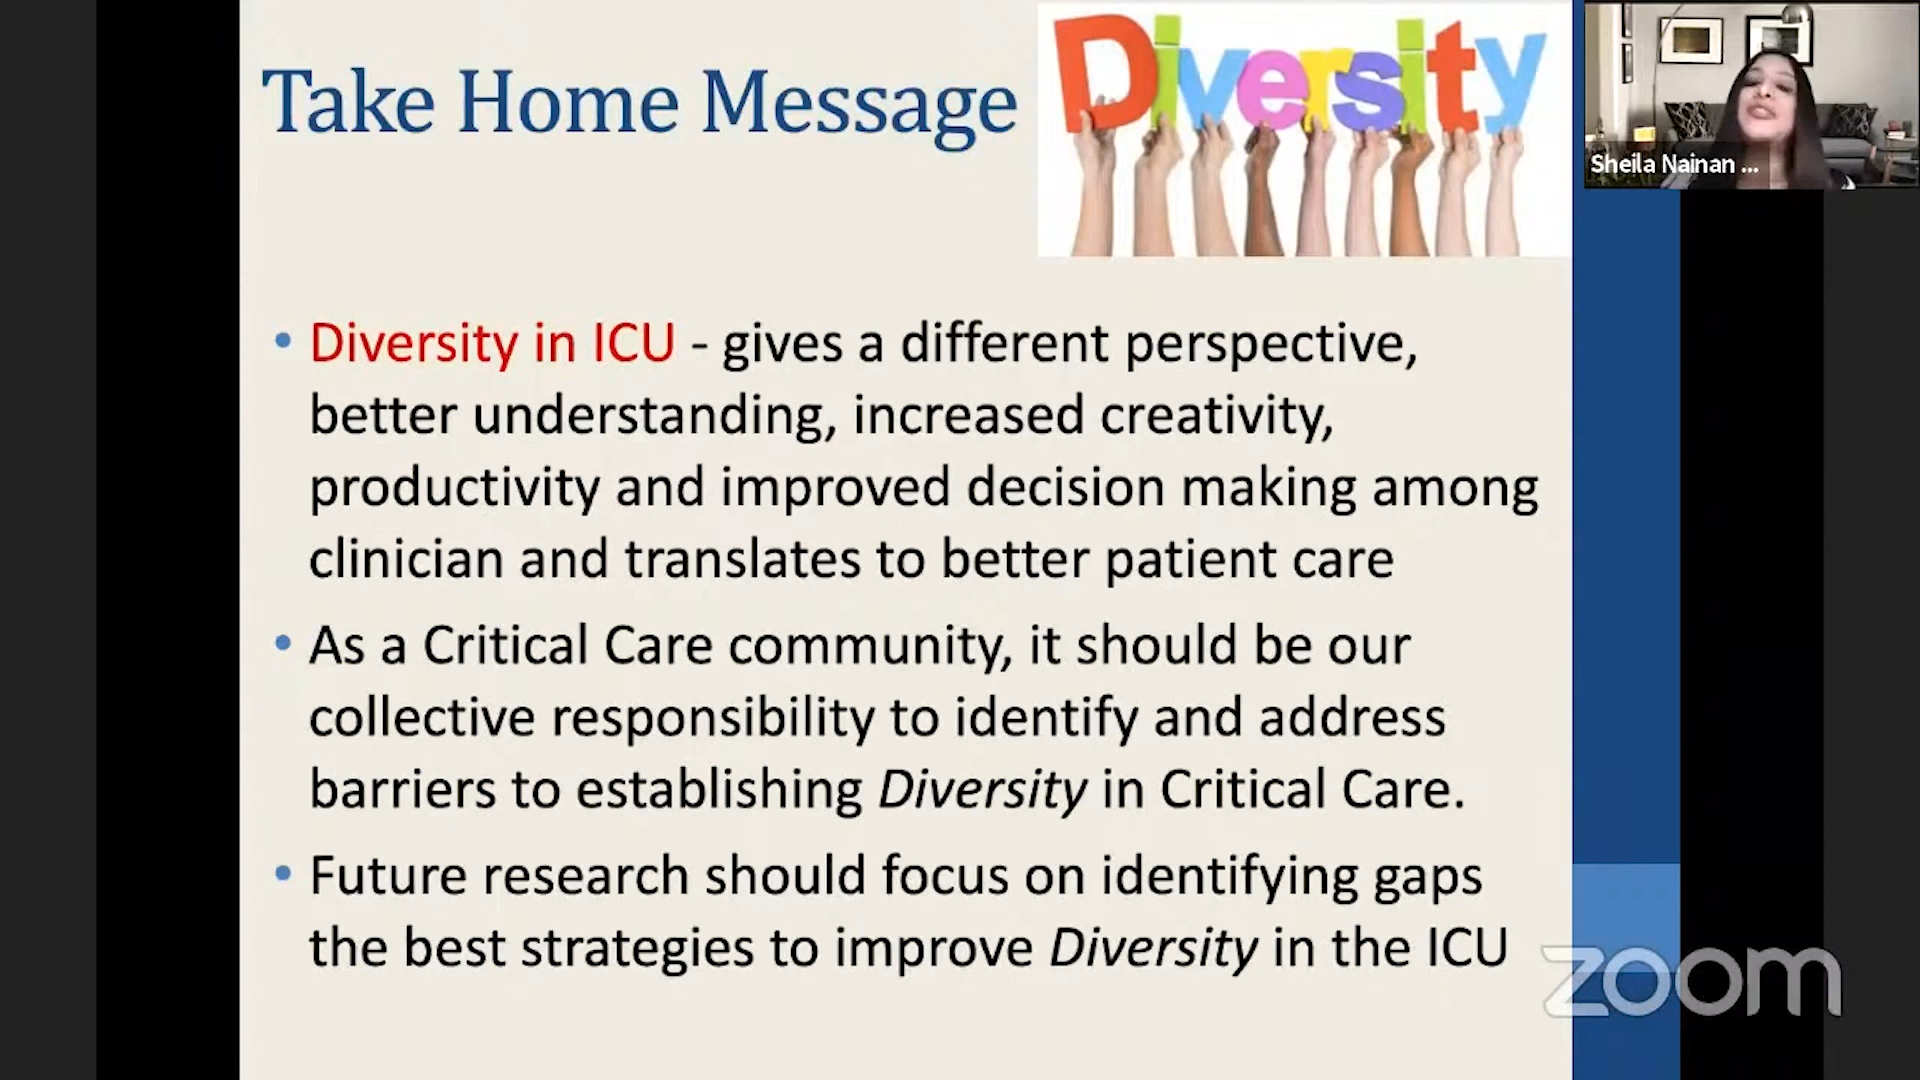 Take Home Message
Diversity
Sheila Nainan ...
• Diversity in ICU - gives a different perspective,
better understanding, increased creativity,
productivity and improved decision making among
clinician and translates to better patient care
• As a Critical Care community, it should be our
collective responsibility to identify and address
barriers to establishing Diversity in Critical Care.
• Future research should focus on identifying gaps
the best strategies to improve Diversity in the ICU
zoom